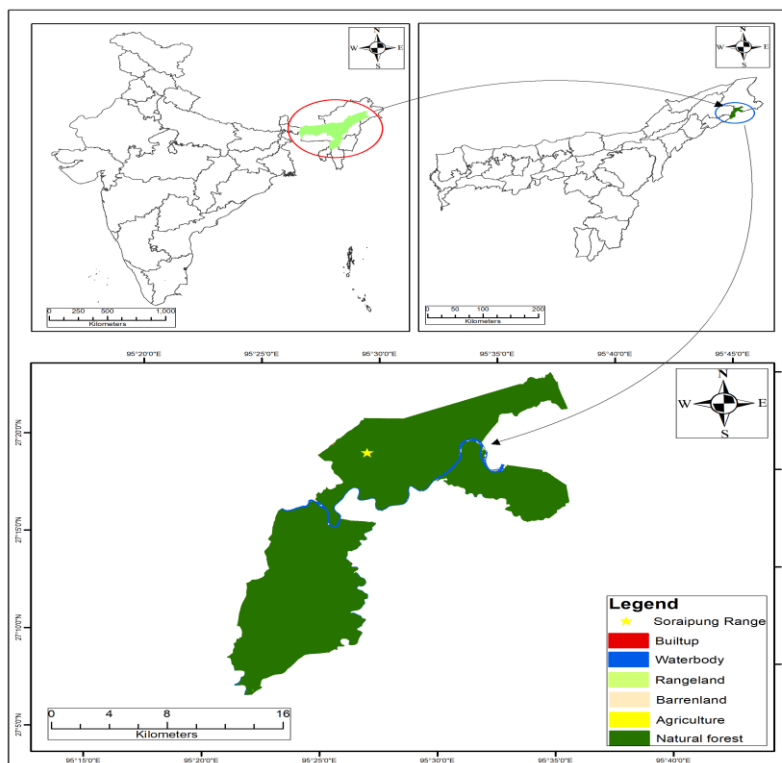 N
W E
S
0 250 500 1,000
Kilometers
N
W E
S
0 50 100 200
Kilometers
95°20'0"E 95°25'0"E 95°30'0"E 95°35'0"E 95°40'0"E 95°45'0"E
N
W E
S
27°20'0"N
27°15'0"N
27°10'0"N
27°5'0"N
Legend
Soraipung Range
Builtup
Waterbody
Rangeland
Barrenland
Agriculture
Natural forest
0 4 8 16
Kilometers
95°15'0"E 95°20'0"E 95°25'0"E 95°30'0"E 95°35'0"E 95°40'0"E